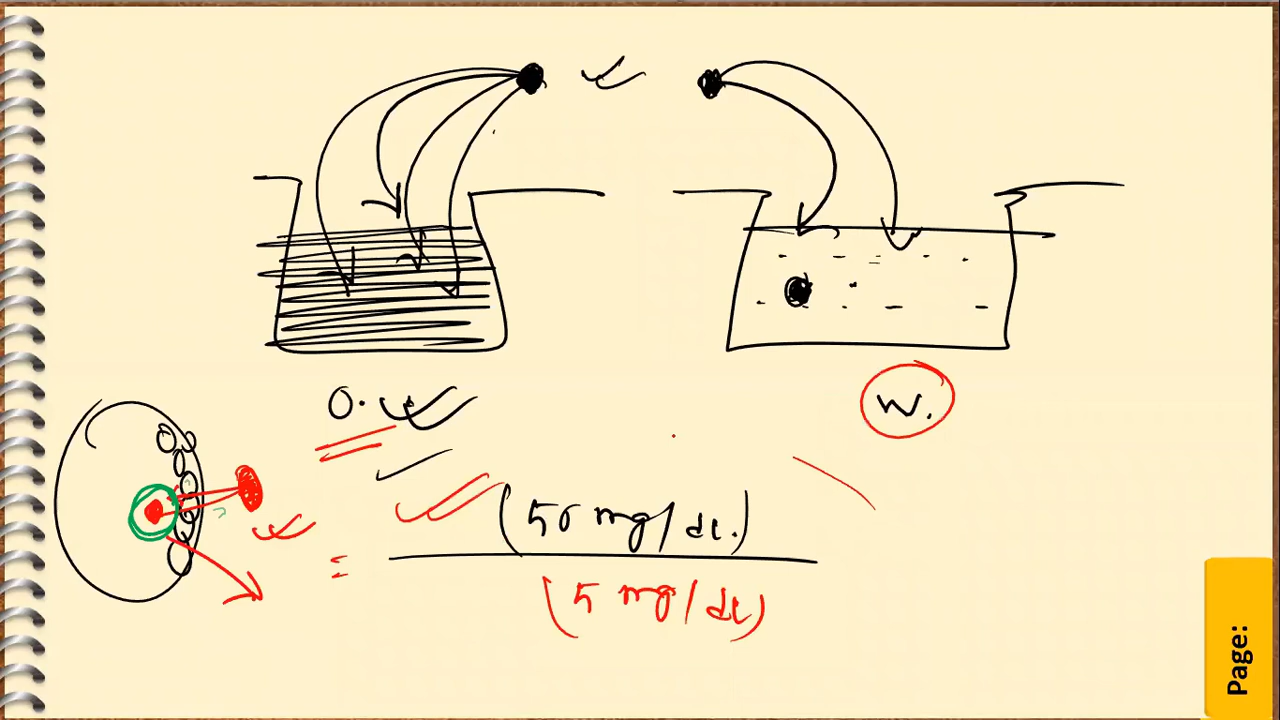 O.
W.
= (50 mg/dl.)
(5 mg/dl)
Page: